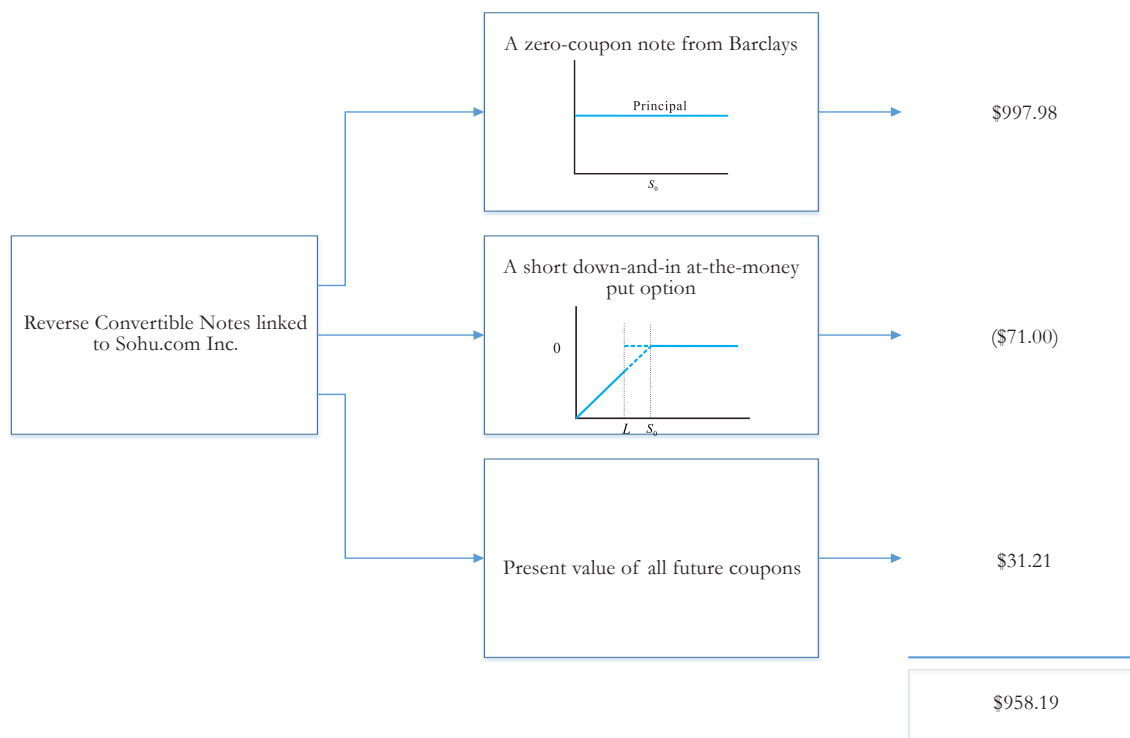 A zero-coupon note from Barclays
Principal
S0
$997.98
Reverse Convertible Notes linked
to Sohu.com Inc.
A short down-and-in at-the-money
put option
0
L
S0
($71.00)
Present value of all future coupons
$31.21
$958.19